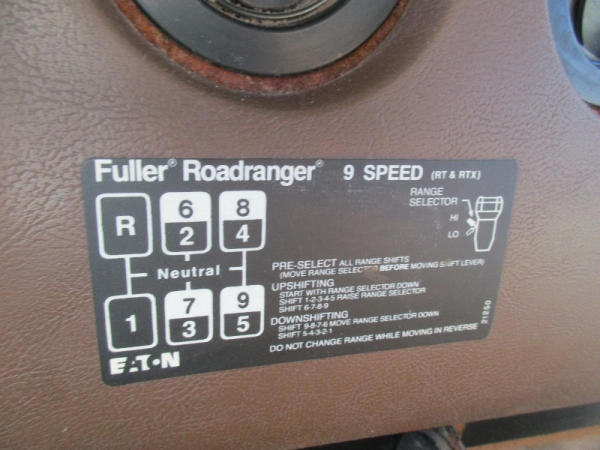 Fuller® Roadranger® 9 SPEED (RT & RTX)
RANGE
SELECTOR
HI
LO
R 6 8
2 4
Neutral
1 7 9
3 5
PRE-SELECT ALL RANGE SHIFTS
(MOVE RANGE SELECTOR BEFORE MOVING SHIFT LEVER)
UPSHIFTING
START WITH RANGE SELECTOR DOWN
SHIFT 1-2-3-4-5 RAISE RANGE SELECTOR
SHIFT 6-7-8-9
DOWNSHIFTING
SHIFT 9-8-7-6 MOVE RANGE SELECTOR DOWN
SHIFT 5-4-3-2-1
DO NOT CHANGE RANGE WHILE MOVING IN REVERSE
21250
EAT•N